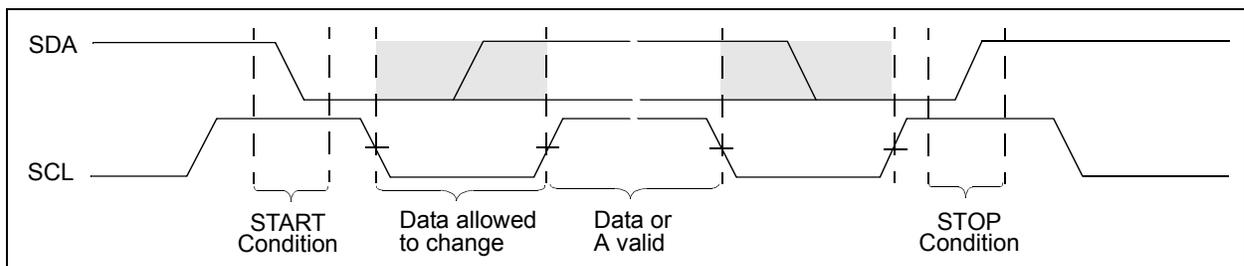 SDA
SCL
START
Condition
Data allowed
to change
Data or
A valid
STOP
Condition